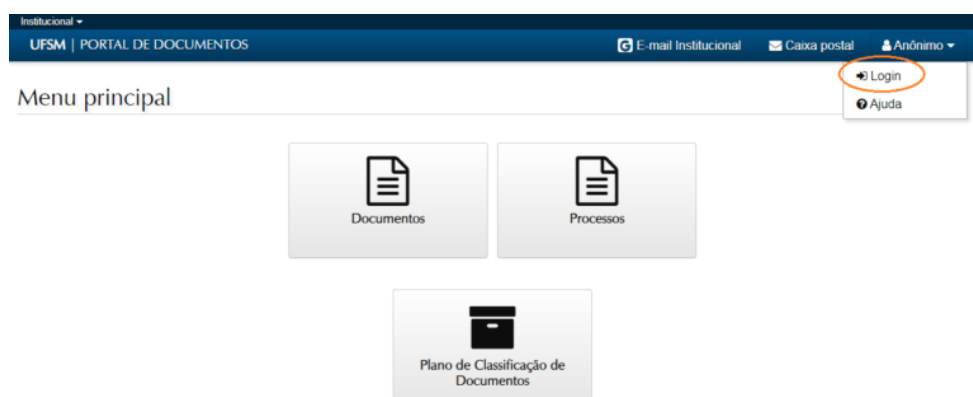 Institucional
UFSM | PORTAL DE DOCUMENTOS
E-mail Institucional
Caixa postal
Anônimo
Login
Ajuda
Menu principal
Documentos
Processos
Plano de Classificação de
Documentos